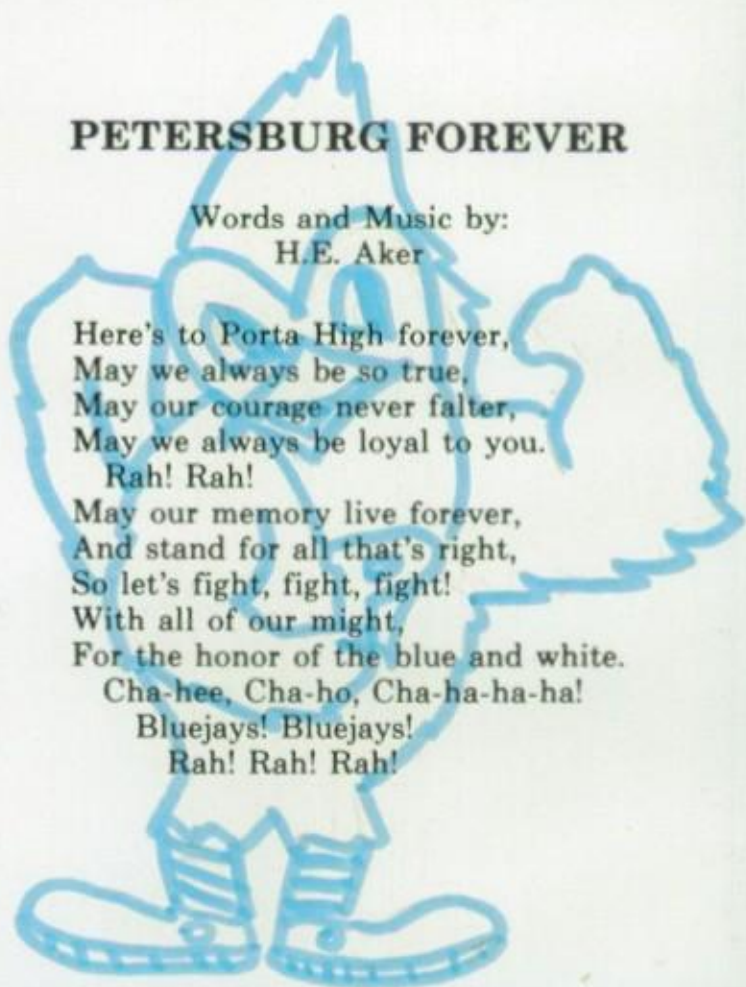 PETERSBURG FOREVER
Words and Music by:
H.E. Aker
Here's to Porta High forever,
May we always be so true,
May our courage never falter,
May we always be loyal to you.
Rah! Rah!
May our memory live forever,
And stand for all that's right,
So let's fight, fight, fight!
With all of our might,
For the honor of the blue and white.
Cha-hee, Cha-ho, Cha-ha-ha-ha!
Bluejays! Bluejays!
Rah! Rah! Rah!